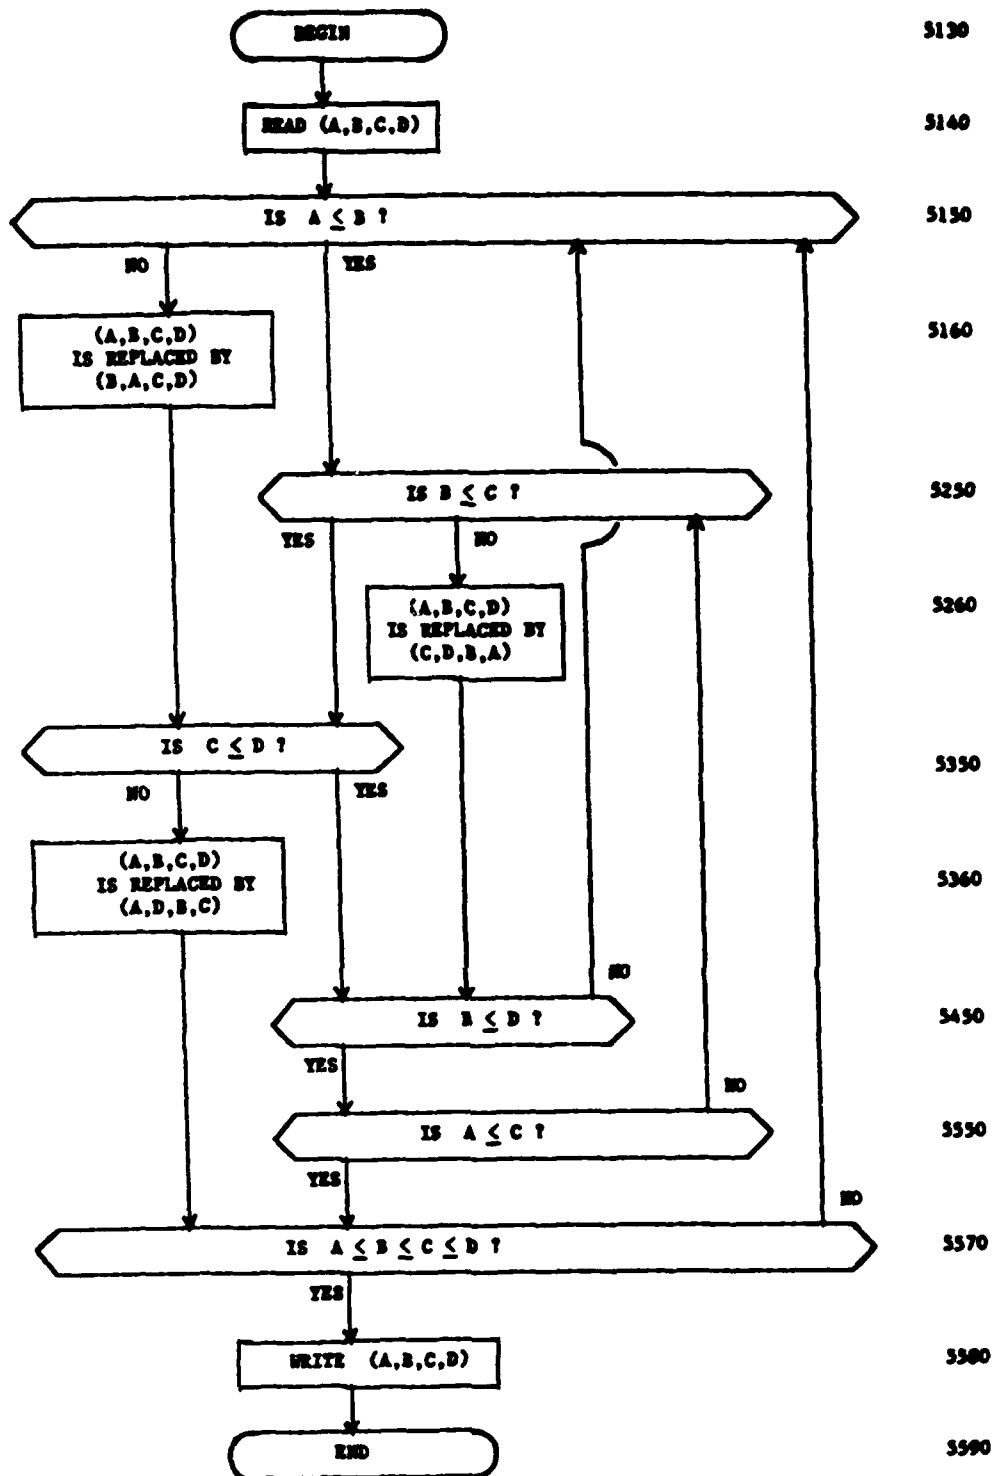 BEGIN 5130
READ (A,B,C,D) 5140
IS A ≤ B ? 5150
NO YES
(A,B,C,D) 5160
IS REPLACED BY
(B,A,C,D)
IS B ≤ C ? 5250
YES NO
(A,B,C,D) 5260
IS REPLACED BY
(C,D,B,A)
IS C ≤ D ? 5350
NO YES
(A,B,C,D) 5360
IS REPLACED BY
(A,D,B,C)
NO
IS B ≤ D ? 5450
YES
NO
IS A ≤ C ? 5550
YES
NO
IS A ≤ B ≤ C ≤ D ? 5570
YES
WRITE (A,B,C,D) 5580
END 5590